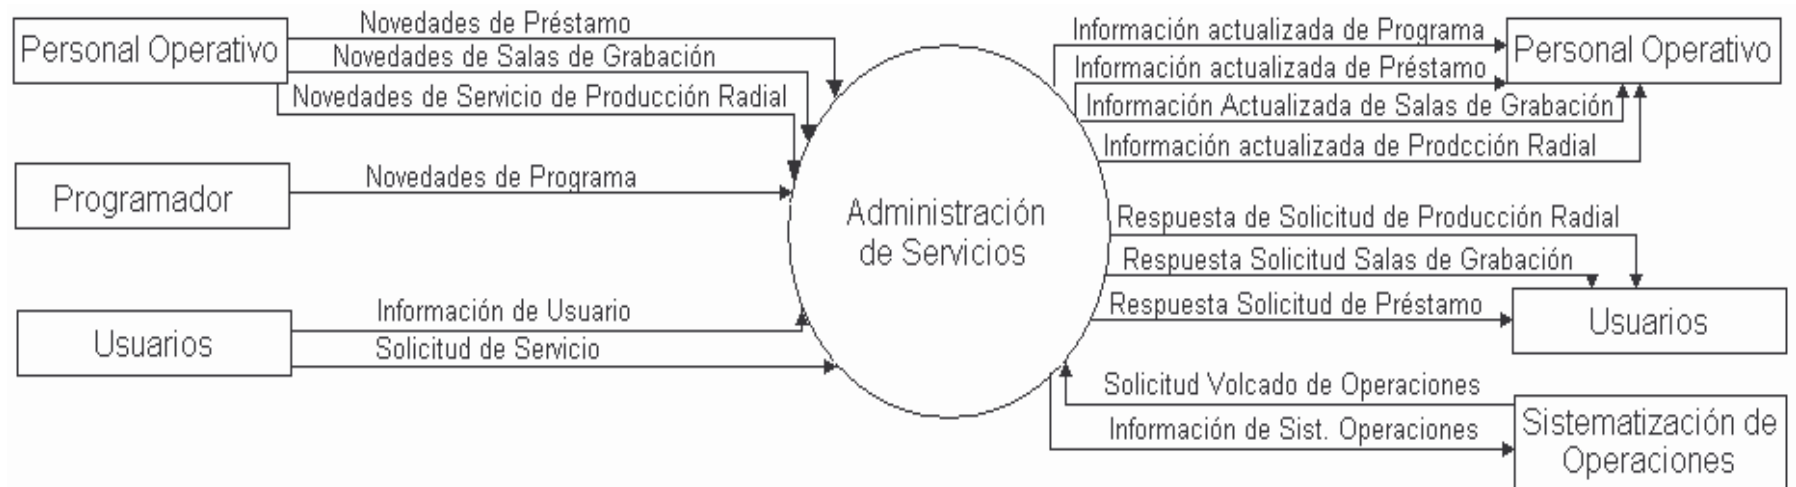 Personal Operativo
Novedades de Préstamo
Novedades de Salas de Grabación
Novedades de Servicio de Producción Radial
Programador
Novedades de Programa
Usuarios
Información de Usuario
Solicitud de Servicio
Administración
de Servicios
Información actualizada de Programa
Información actualizada de Préstamo
Información Actualizada de Salas de Grabación
Información actualizada de Prodcción Radial
Personal Operativo
Respuesta de Solicitud de Producción Radial
Respuesta Solicitud Salas de Grabación
Respuesta Solicitud de Préstamo
Usuarios
Solicitud Volcado de Operaciones
Información de Sist. Operaciones
Sistematización de
Operaciones